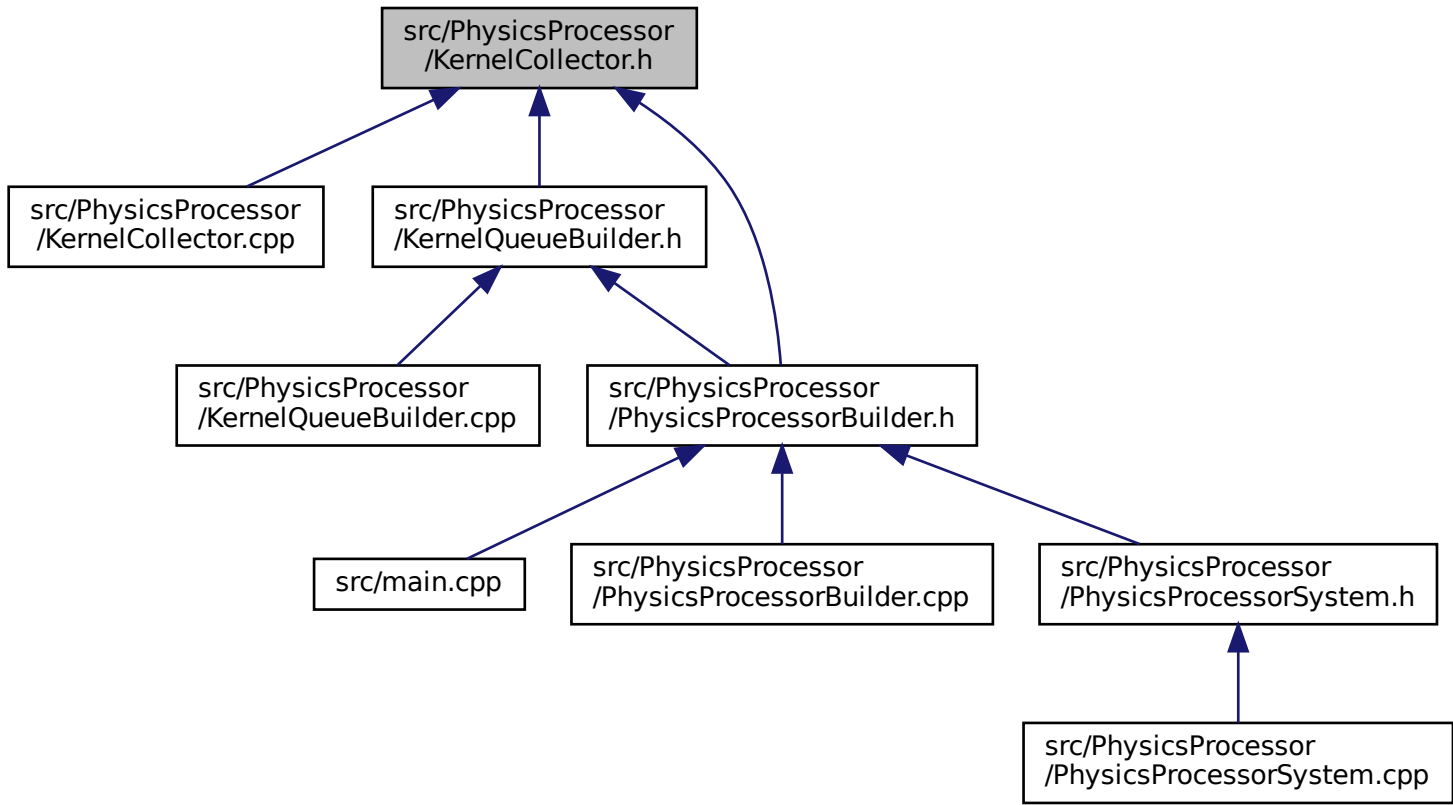 src/PhysicsProcessor
/KernelCollector.h
src/PhysicsProcessor
/KernelCollector.cpp
src/PhysicsProcessor
/KernelQueueBuilder.h
src/PhysicsProcessor
/KernelQueueBuilder.cpp
src/PhysicsProcessor
/PhysicsProcessorBuilder.h
src/main.cpp
src/PhysicsProcessor
/PhysicsProcessorBuilder.cpp
src/PhysicsProcessor
/PhysicsProcessorSystem.h
src/PhysicsProcessor
/PhysicsProcessorSystem.cpp